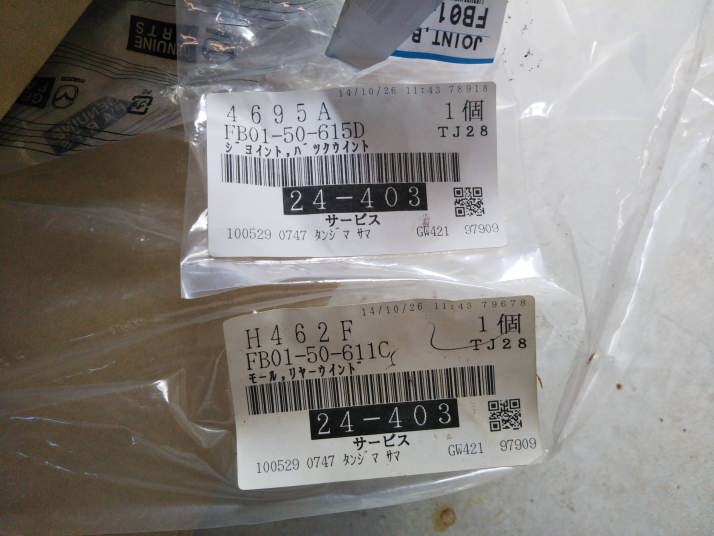 JOINT, B
FB01
GENUINE
PARTS
14/10/26 11:43 78918
4695A 1個
FB01-50-615D TJ28
ジヨイント,バツクウイント
24-403
サービス
100529 0747 タンジマ サマ GW421 97909
14/10/26 11:43 79678
H462F 1個
FB01-50-611C TJ28
モール,リヤーウインド
24-403
サービス
100529 0747 タンジマ サマ GW421 97909